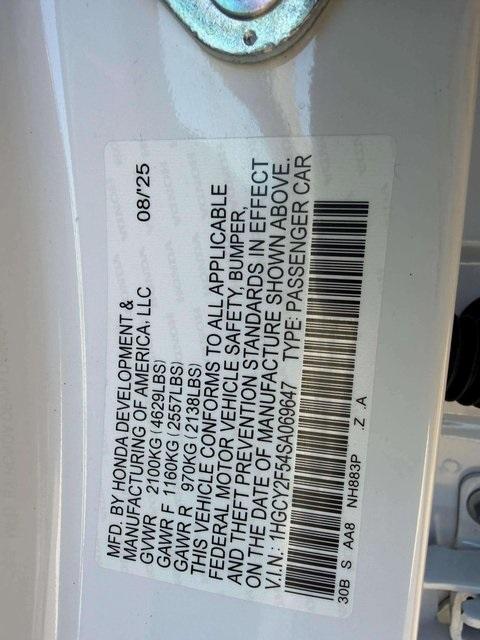 MFD. BY HONDA DEVELOPMENT &
MANUFACTURING OF AMERICA, LLC 08/'25
GVWR 2100KG (4629LBS)
GAWR F 1160KG (2557LBS)
GAWR R 970KG (2138LBS)
THIS VEHICLE CONFORMS TO ALL APPLICABLE
FEDERAL MOTOR VEHICLE SAFETY, BUMPER,
AND THEFT PREVENTION STANDARDS IN EFFECT
ON THE DATE OF MANUFACTURE SHOWN ABOVE.
V.I.N.: 1HGCY2F54SA069647 TYPE: PASSENGER CAR
30B S AA8 NH883P .Z .A